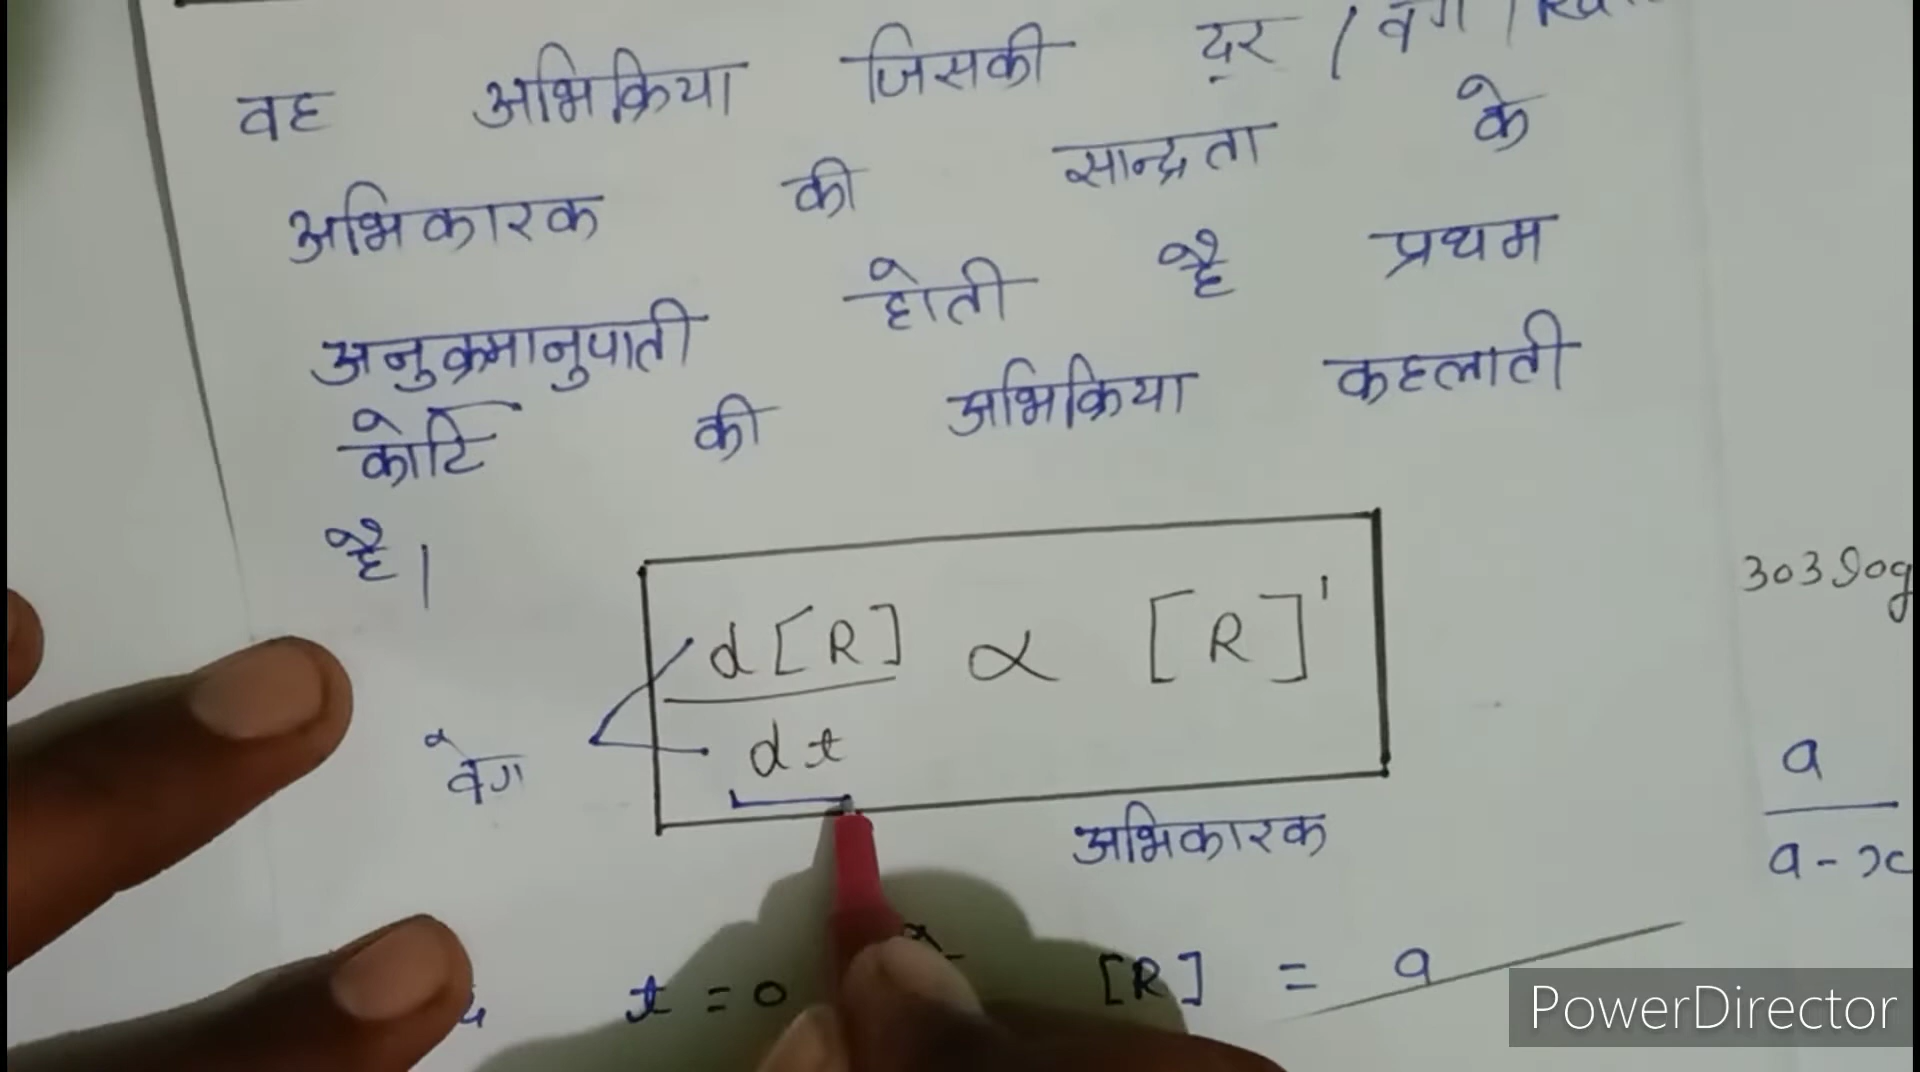 वह अभिक्रिया जिसकी दर / वेग /
अभिकारक की सान्द्रता के
अनुक्रमानुपाती होती है प्रथम
कोटि की अभिक्रिया कहलाती
है।
d[R] ∝ [R]¹
dt
वेग
अभिकारक
t = 0 [R] = a
303 log
a
a - x
PowerDirector